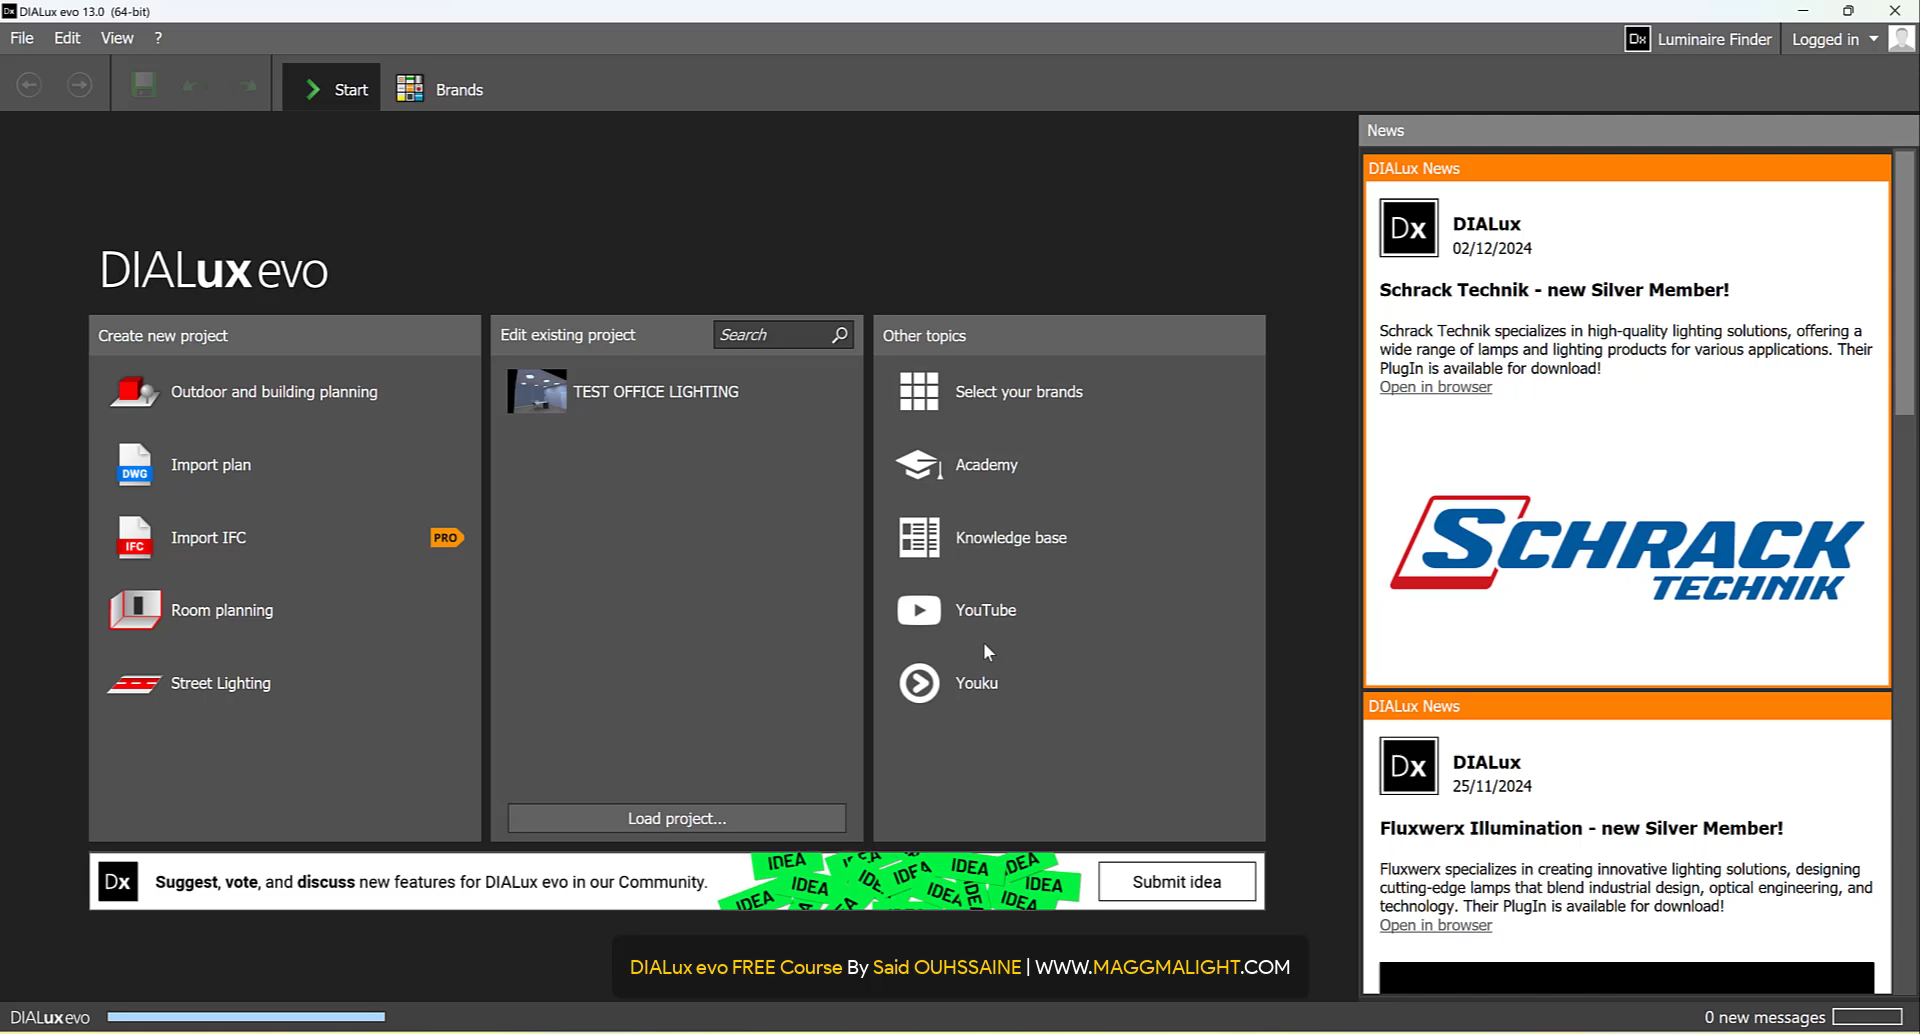 DIALux evo 13.0 (64-bit)
File Edit View ?
Dx Luminaire Finder Logged in
Start Brands
News
DIALux News
Dx DIALux
02/12/2024
Schrack Technik - new Silver Member!
Schrack Technik specializes in high-quality lighting solutions, offering a
wide range of lamps and lighting products for various applications. Their
PlugIn is available for download!
Open in browser
SCHRACK
TECHNIK
DIALux News
Dx DIALux
25/11/2024
Fluxwerx Illumination - new Silver Member!
Fluxwerx specializes in creating innovative lighting solutions, designing
cutting-edge lamps that blend industrial design, optical engineering, and
technology. Their PlugIn is available for download!
Open in browser
DIALux evo
Create new project
Outdoor and building planning
DWG Import plan
IFC Import IFC PRO
Room planning
Street Lighting
Edit existing project Search
TEST OFFICE LIGHTING
Load project...
Other topics
Select your brands
Academy
Knowledge base
YouTube
Youku
Dx Suggest, vote, and discuss new features for DIALux evo in our Community.
IDEA IDEA IDEA IDEA IDEA IDEA IDEA IDEA
Submit idea
DIALux evo FREE Course By Said OUHSSAINE | WWW.MAGGMALIGHT.COM
DIALux evo 0 new messages